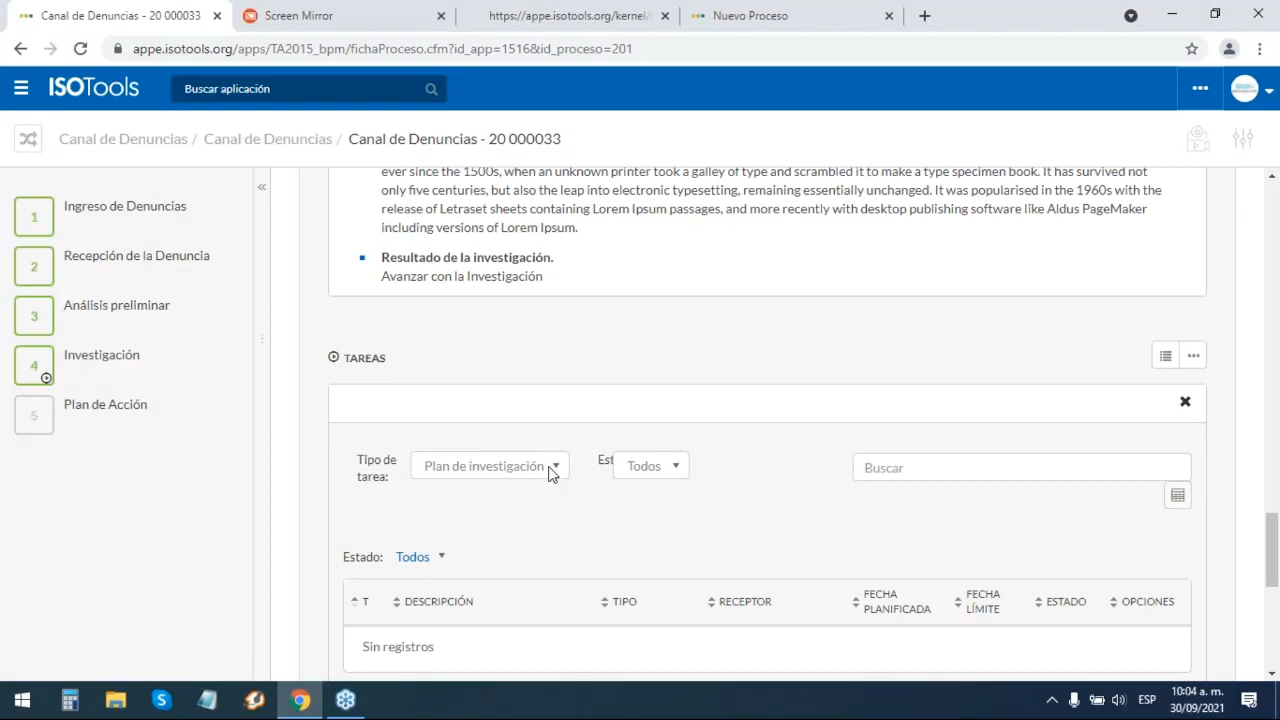 Canal de Denuncias - 20 000033
Screen Mirror
https://appe.isotools.org/kernel/
Nuevo Proceso
appe.isotools.org/apps/TA2015_bpm/fichaProceso.cfm?id_app=1516&id_proceso=201
ISOTools
Buscar aplicación
Canal de Denuncias / Canal de Denuncias / Canal de Denuncias - 20 000033
1 Ingreso de Denuncias
2 Recepción de la Denuncia
3 Análisis preliminar
4 Investigación
5 Plan de Acción
ever since the 1500s, when an unknown printer took a galley of type and scrambled it to make a type specimen book. It has survived not
only five centuries, but also the leap into electronic typesetting, remaining essentially unchanged. It was popularised in the 1960s with the
release of Letraset sheets containing Lorem Ipsum passages, and more recently with desktop publishing software like Aldus PageMaker
including versions of Lorem Ipsum.
Resultado de la investigación.
Avanzar con la Investigación
TAREAS
Tipo de
tarea:
Plan de investigación
Est
Todos
Buscar
Estado: Todos
T DESCRIPCIÓN TIPO RECEPTOR FECHA PLANIFICADA FECHA LÍMITE ESTADO OPCIONES
Sin registros
ESP
10:04 a. m.
30/09/2021